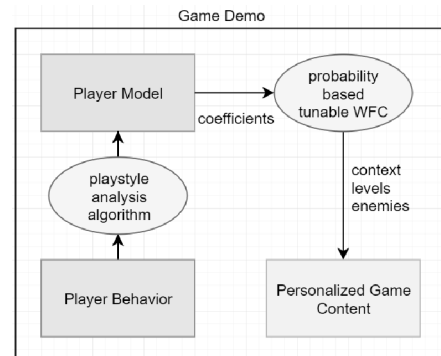 Game Demo
Player Model
coefficients
probability
based
tunable WFC
playstyle
analysis
algorithm
context
levels
enemies
Player Behavior
Personalized Game
Content